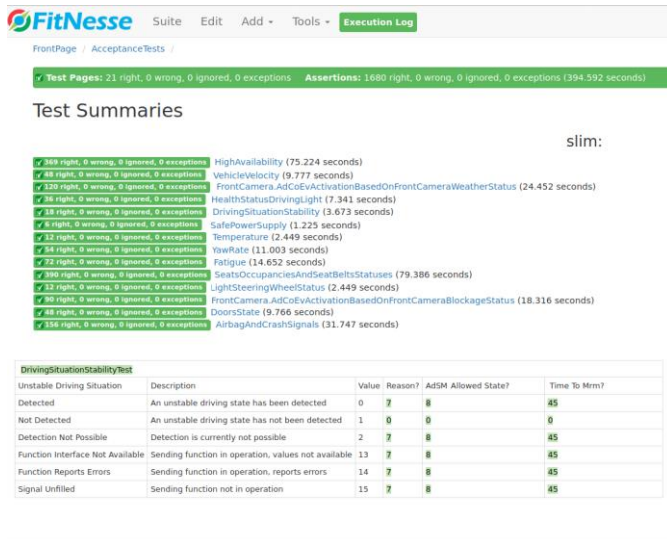 FitNesse Suite Edit Add Tools Execution Log
FrontPage / AcceptanceTests /
Test Pages: 21 right, 0 wrong, 0 ignored, 0 exceptions Assertions: 1680 right, 0 wrong, 0 ignored, 0 exceptions (394.592 seconds)
Test Summaries
slim:
369 right, 0 wrong, 0 ignored, 0 exceptions HighAvailability (75.224 seconds)
48 right, 0 wrong, 0 ignored, 0 exceptions VehicleVelocity (9.777 seconds)
120 right, 0 wrong, 0 ignored, 0 exceptions FrontCamera.AdCoEvActivationBasedOnFrontCameraWeatherStatus (24.452 seconds)
36 right, 0 wrong, 0 ignored, 0 exceptions HealthStatusDrivingLight (7.341 seconds)
18 right, 0 wrong, 0 ignored, 0 exceptions DrivingSituationStability (3.673 seconds)
6 right, 0 wrong, 0 ignored, 0 exceptions SafePowerSupply (1.225 seconds)
12 right, 0 wrong, 0 ignored, 0 exceptions Temperature (2.449 seconds)
54 right, 0 wrong, 0 ignored, 0 exceptions YawRate (11.003 seconds)
72 right, 0 wrong, 0 ignored, 0 exceptions Fatigue (14.652 seconds)
390 right, 0 wrong, 0 ignored, 0 exceptions SeatsOccupanciesAndSeatBeltsStatuses (79.386 seconds)
12 right, 0 wrong, 0 ignored, 0 exceptions LightSteeringWheelStatus (2.449 seconds)
90 right, 0 wrong, 0 ignored, 0 exceptions FrontCamera.AdCoEvActivationBasedOnFrontCameraBlockageStatus (18.316 seconds)
48 right, 0 wrong, 0 ignored, 0 exceptions DoorsState (9.766 seconds)
156 right, 0 wrong, 0 ignored, 0 exceptions AirbagAndCrashSignals (31.747 seconds)
DrivingSituationStabilityTest
Unstable Driving Situation Description Value Reason? AdSM Allowed State? Time To Mrm?
Detected An unstable driving state has been detected 0 7 8 45
Not Detected An unstable driving state has not been detected 1 0 0 0
Detection Not Possible Detection is currently not possible 2 7 8 45
Function Interface Not Available Sending function in operation, values not available 13 7 8 45
Function Reports Errors Sending function in operation, reports errors 14 7 8 45
Signal Unfilled Sending function not in operation 15 7 8 45